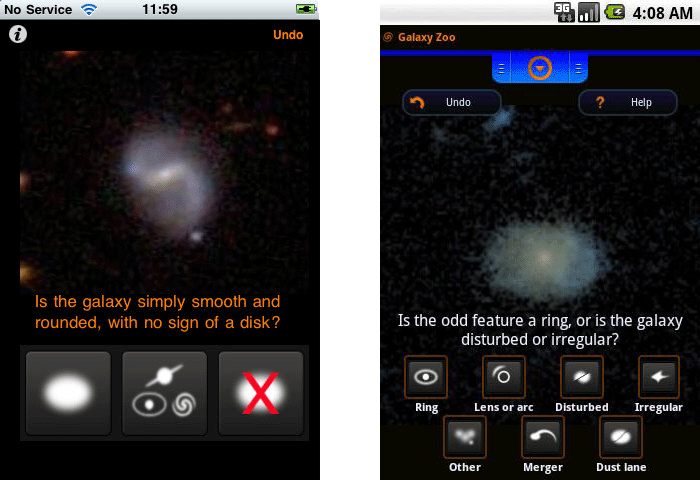 No Service 11:59
Undo
Is the galaxy simply smooth and
rounded, with no sign of a disk?
3G 4:08 AM
Galaxy Zoo
Undo Help
Is the odd feature a ring, or is the galaxy
disturbed or irregular?
Ring Lens or arc Disturbed Irregular
Other Merger Dust lane